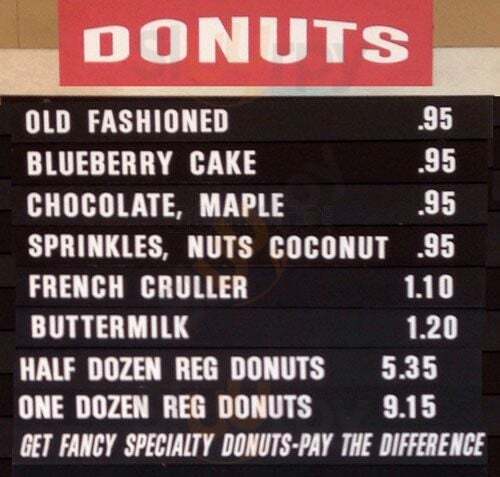 DONUTS
OLD FASHIONED .95
BLUEBERRY CAKE .95
CHOCOLATE, MAPLE .95
SPRINKLES, NUTS COCONUT .95
FRENCH CRULLER 1.10
BUTTERMILK 1.20
HALF DOZEN REG DONUTS 5.35
ONE DOZEN REG DONUTS 9.15
GET FANCY SPECIALTY DONUTS-PAY THE DIFFERENCE